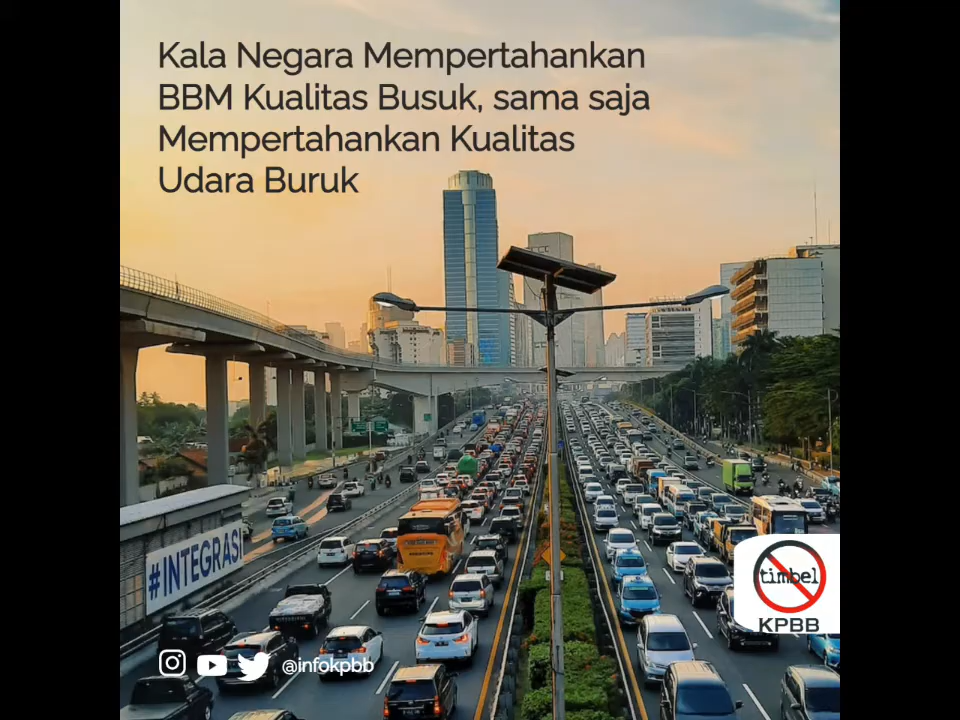 Kala Negara Mempertahankan
BBM Kualitas Busuk, sama saja
Mempertahankan Kualitas
Udara Buruk
#INTEGRASI
timbel
KPBB
@infokpbb